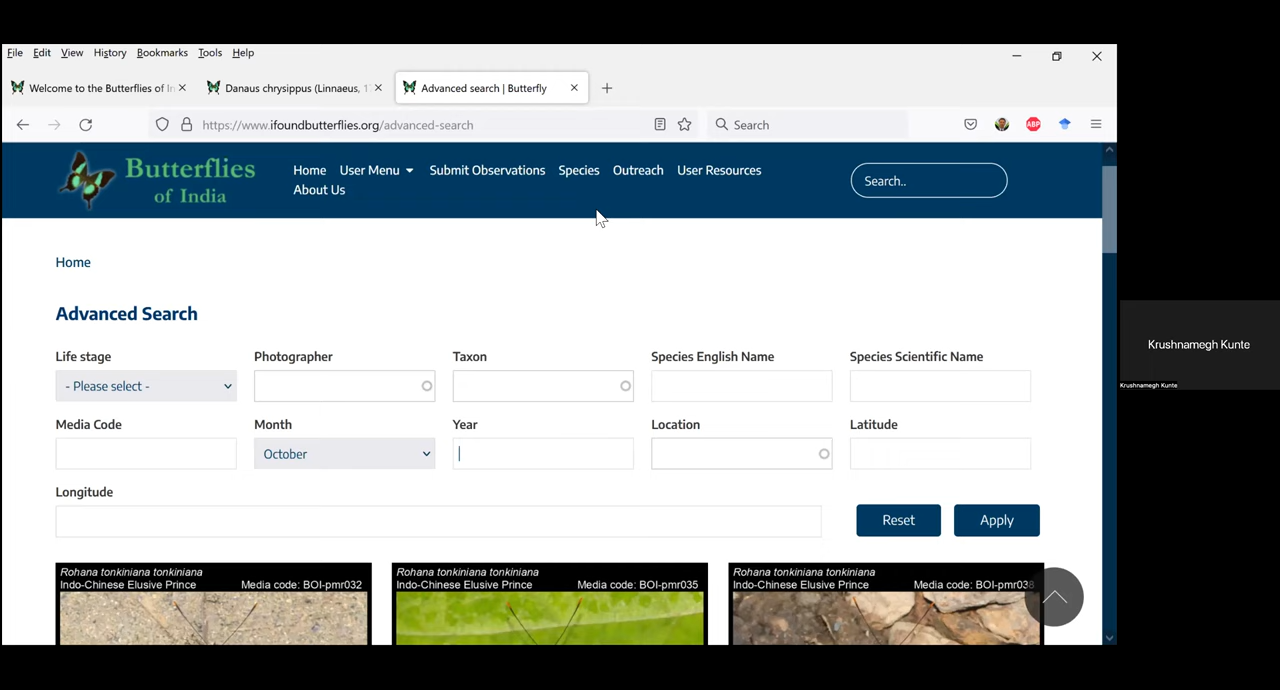 File Edit View History Bookmarks Tools Help
Welcome to the Butterflies of In
Danaus chrysippus (Linnaeus, 1
Advanced search | Butterfly
https://www.ifoundbutterflies.org/advanced-search
Search
ABP
Butterflies
of India
Home User Menu Submit Observations Species Outreach User Resources
About Us
Search..
Home
Advanced Search
Life stage Photographer Taxon Species English Name Species Scientific Name
- Please select -
Media Code Month Year Location Latitude
October
Longitude
Reset Apply
Rohana tonkiniana tonkiniana
Indo-Chinese Elusive Prince Media code: BOI-pmr032
Rohana tonkiniana tonkiniana
Indo-Chinese Elusive Prince Media code: BOI-pmr035
Rohana tonkiniana tonkiniana
Indo-Chinese Elusive Prince Media code: BOI-pmr038
Krushnamegh Kunte
Krushnamegh Kunte